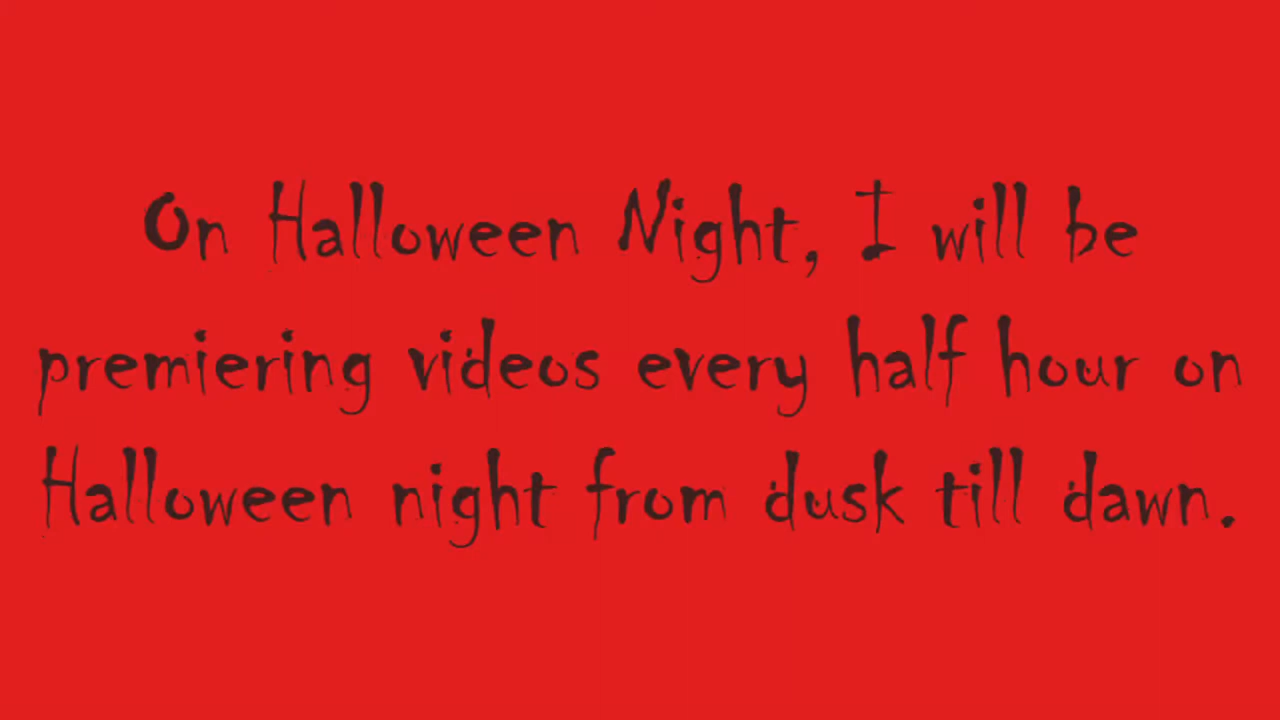 On Halloween Night, I will be
premiering videos every half hour on
Halloween night from dusk till dawn.